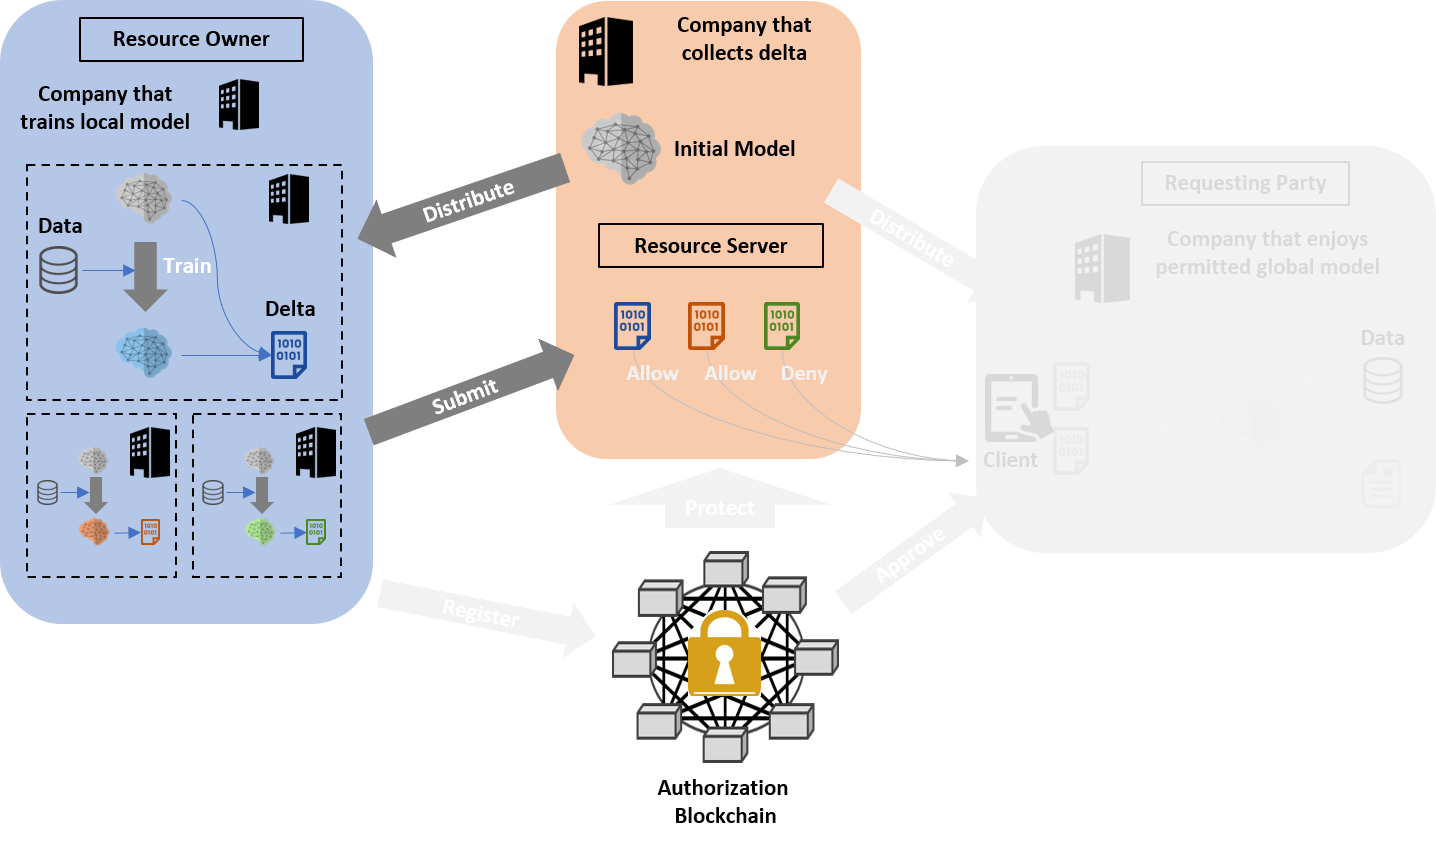 Resource Owner
Company that
trains local model
Data
Train
Delta
1010
0101
1010
0101
1010
0101
Distribute
Submit
Register
Company that
collects delta
Initial Model
Resource Server
1010
0101
1010
0101
1010
0101
Allow
Allow
Deny
Protect
Authorization
Blockchain
Distribute
Approve
Requesting Party
Company that enjoys
permitted global model
Data
1010
0101
Client
1010
0101